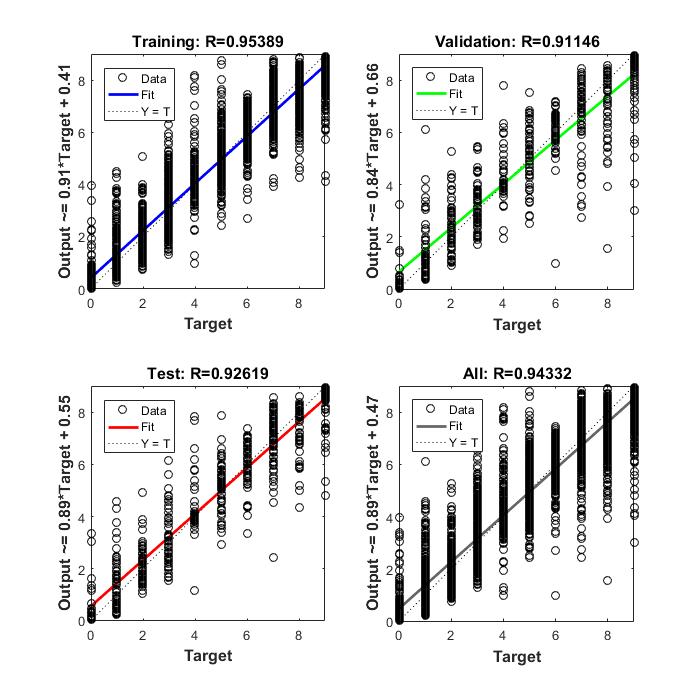 Training: R=0.95389
Output ~= 0.91*Target + 0.41
Data
Fit
Y = T
8
6
4
2
0
0 2 4 6 8
Target
Validation: R=0.91146
Output ~= 0.84*Target + 0.66
Data
Fit
Y = T
8
6
4
2
0
0 2 4 6 8
Target
Test: R=0.92619
Output ~= 0.89*Target + 0.55
Data
Fit
Y = T
8
6
4
2
0
0 2 4 6 8
Target
All: R=0.94332
Output ~= 0.89*Target + 0.47
Data
Fit
Y = T
8
6
4
2
0
0 2 4 6 8
Target